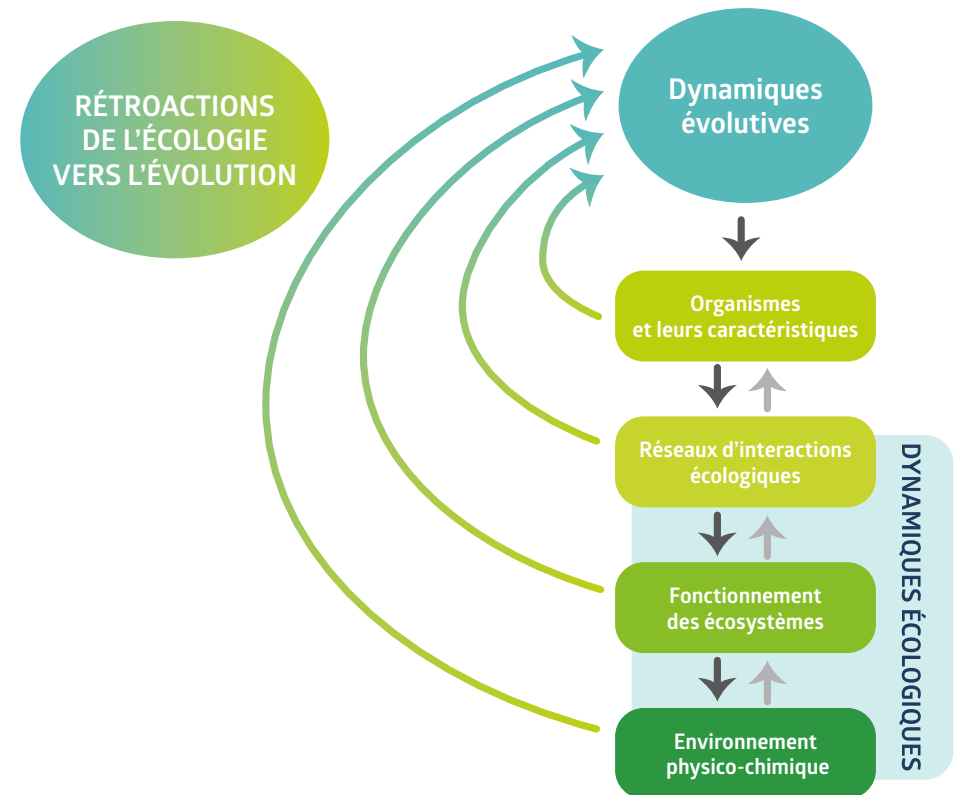 RÉTROACTIONS
DE L'ÉCOLOGIE
VERS L'ÉVOLUTION
Dynamiques
évolutives
Organismes
et leurs caractéristiques
Réseaux d'interactions
écologiques
Fonctionnement
des écosystèmes
Environnement
physico-chimique
DYNAMIQUES ÉCOLOGIQUES